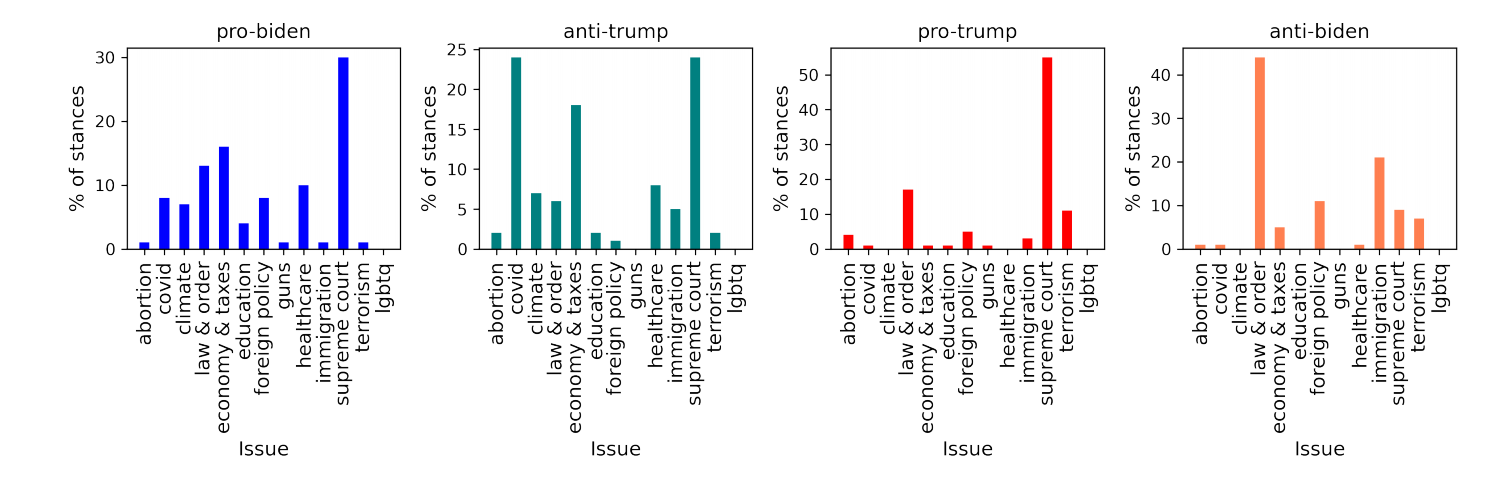 pro-biden
% of stances
30
20
10
0
abortion
covid
climate
law & order
economy & taxes
education
foreign policy
guns
healthcare
immigration
supreme court
terrorism
lgbtq
Issue
anti-trump
% of stances
25
20
15
10
5
0
abortion
covid
climate
law & order
economy & taxes
education
foreign policy
guns
healthcare
immigration
supreme court
terrorism
lgbtq
Issue
pro-trump
% of stances
50
40
30
20
10
0
abortion
covid
climate
law & order
economy & taxes
education
foreign policy
guns
healthcare
immigration
supreme court
terrorism
lgbtq
Issue
anti-biden
% of stances
40
30
20
10
0
abortion
covid
climate
law & order
economy & taxes
education
foreign policy
guns
healthcare
immigration
supreme court
terrorism
lgbtq
Issue